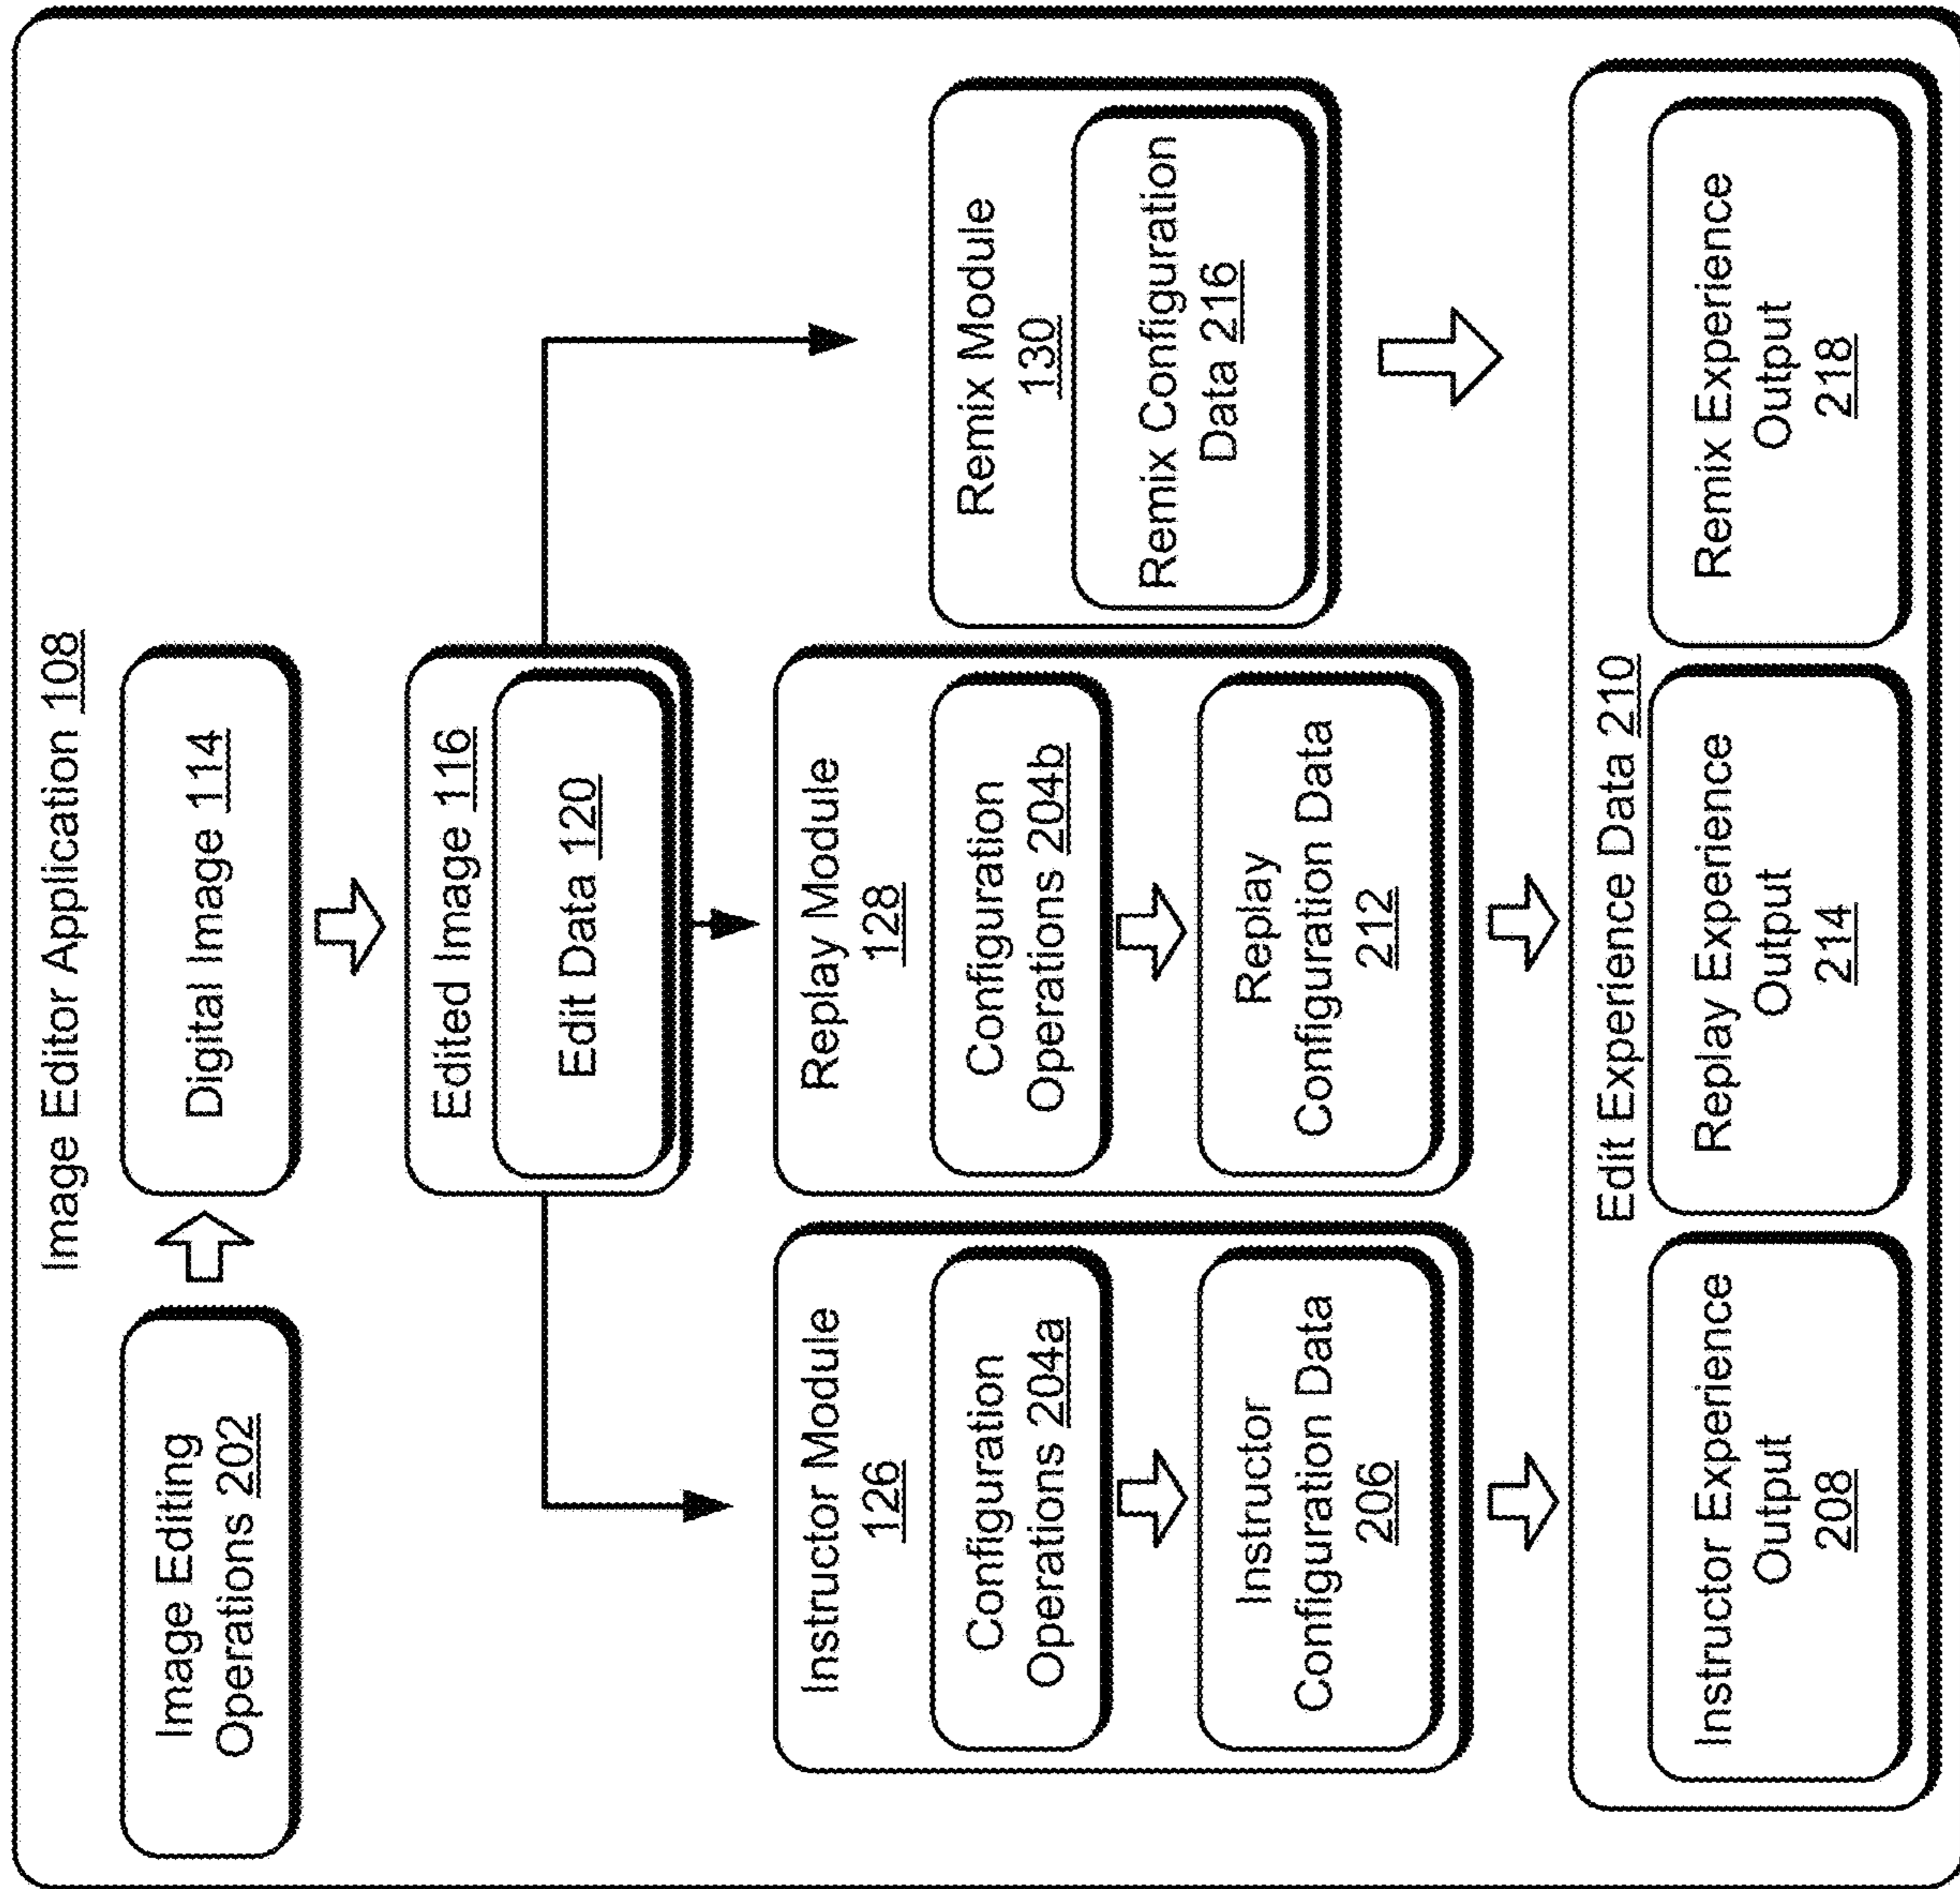 Image Editor Application 108
Image Editing
Operations 202
Digital Image 114
Edited Image 116
Edit Data 120
Instructor Module
126
Configuration
Operations 204a
Instructor
Configuration Data
206
Replay Module
128
Configuration
Operations 204b
Replay
Configuration Data
212
Remix Module
130
Remix Configuration
Data 216
Edit Experience Data 210
Instructor Experience
Output
208
Replay Experience
Output
214
Remix Experience
Output
218